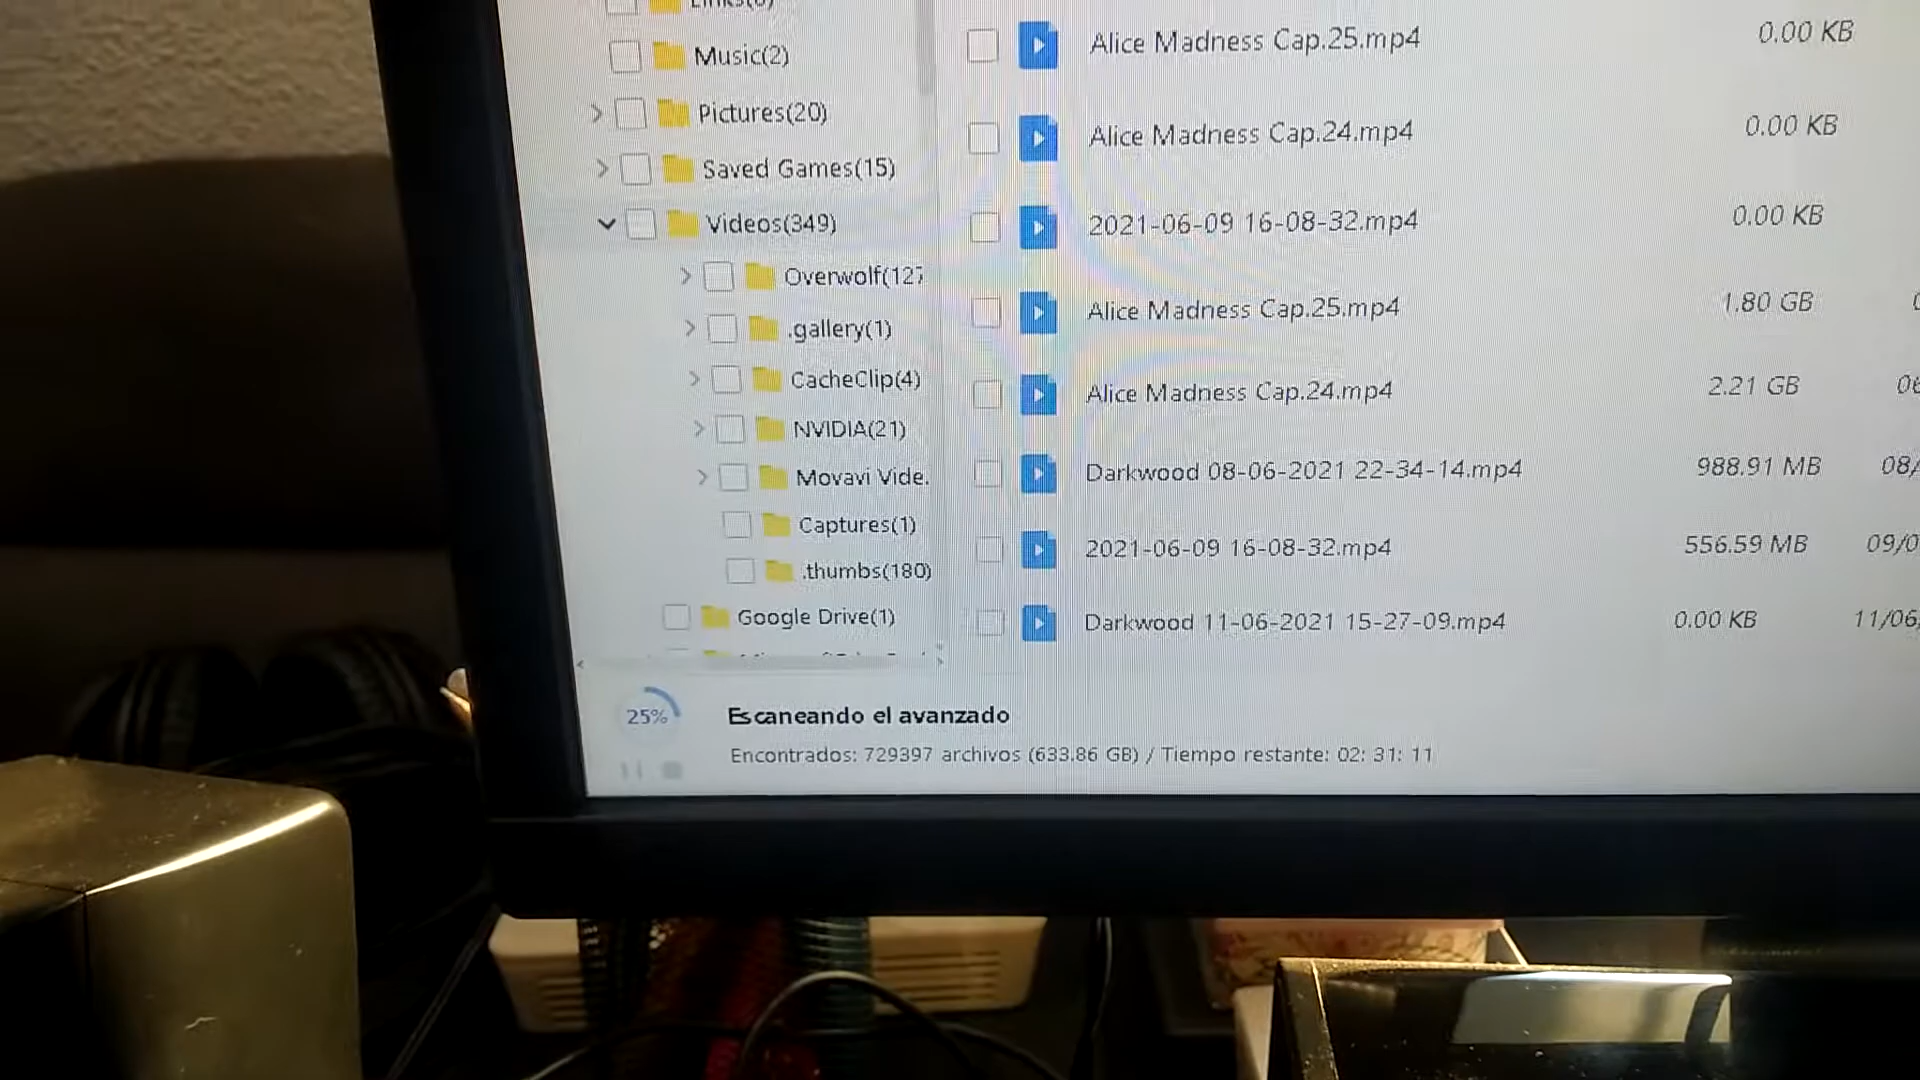 Links(6)
Music(2)
Pictures(20)
Saved Games(15)
Videos(349)
Overwolf(127
.gallery(1)
CacheClip(4)
NVIDIA(21)
Movavi Vide.
Captures(1)
.thumbs(180)
Google Drive(1)
Alice Madness Cap.25.mp4 0.00 KB
Alice Madness Cap.24.mp4 0.00 KB
2021-06-09 16-08-32.mp4 0.00 KB
Alice Madness Cap.25.mp4 1.80 GB
Alice Madness Cap.24.mp4 2.21 GB
Darkwood 08-06-2021 22-34-14.mp4 988.91 MB 08/
2021-06-09 16-08-32.mp4 556.59 MB 09/0
Darkwood 11-06-2021 15-27-09.mp4 0.00 KB 11/06
25%
Escaneando el avanzado
Encontrados: 729397 archivos (633.86 GB) / Tiempo restante: 02: 31: 11